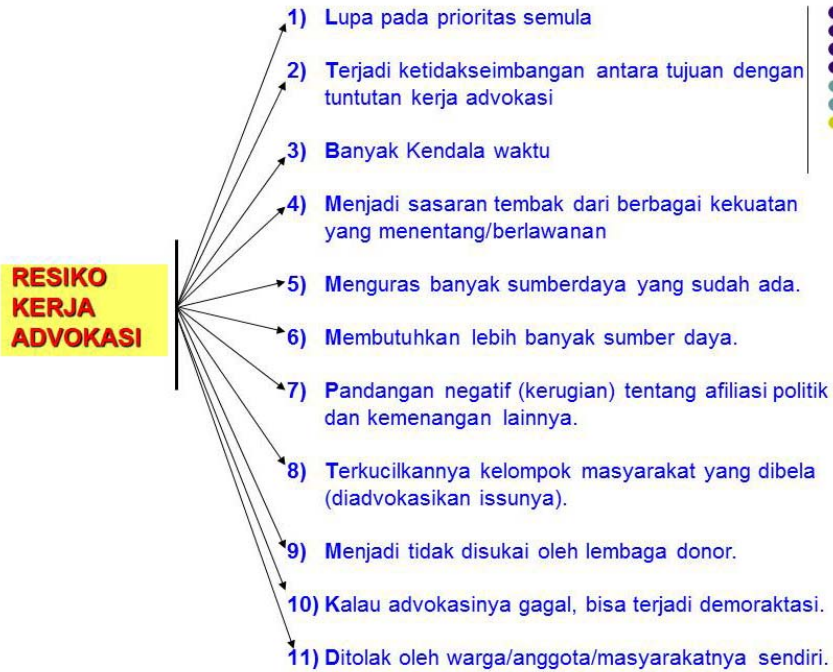 RESIKO
KERJA
ADVOKASI
1) Lupa pada prioritas semula
2) Terjadi ketidakseimbangan antara tujuan dengan
tuntutan kerja advokasi
3) Banyak Kendala waktu
4) Menjadi sasaran tembak dari berbagai kekuatan
yang menentang/berlawanan
5) Menguras banyak sumberdaya yang sudah ada.
6) Membutuhkan lebih banyak sumber daya.
7) Pandangan negatif (kerugian) tentang afiliasi politik
dan kemenangan lainnya.
8) Terkucilkannya kelompok masyarakat yang dibela
(diadvokasikan issunya).
9) Menjadi tidak disukai oleh lembaga donor.
10) Kalau advokasinya gagal, bisa terjadi demoraktasi.
11) Ditolak oleh warga/anggota/masyarakatnya sendiri.